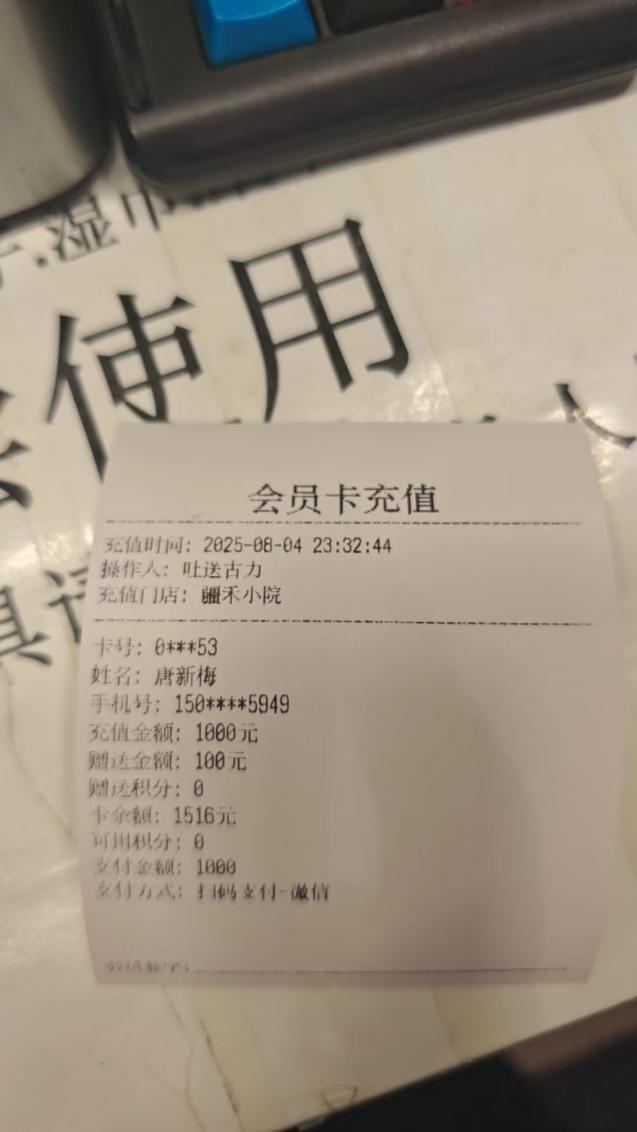 湿巾
使用
人
真请
会员卡充值
充值时间: 2025-08-04 23:32:44
操作人: 吐送古力
充值门店: 疆禾小院
卡号: 0***53
姓名: 唐新梅
手机号: 150****5949
充值金额: 1000元
赠送金额: 100元
赠送积分: 0
卡余额: 1516元
可用积分: 0
支付金额: 1000
支付方式: 扫码支付-微信